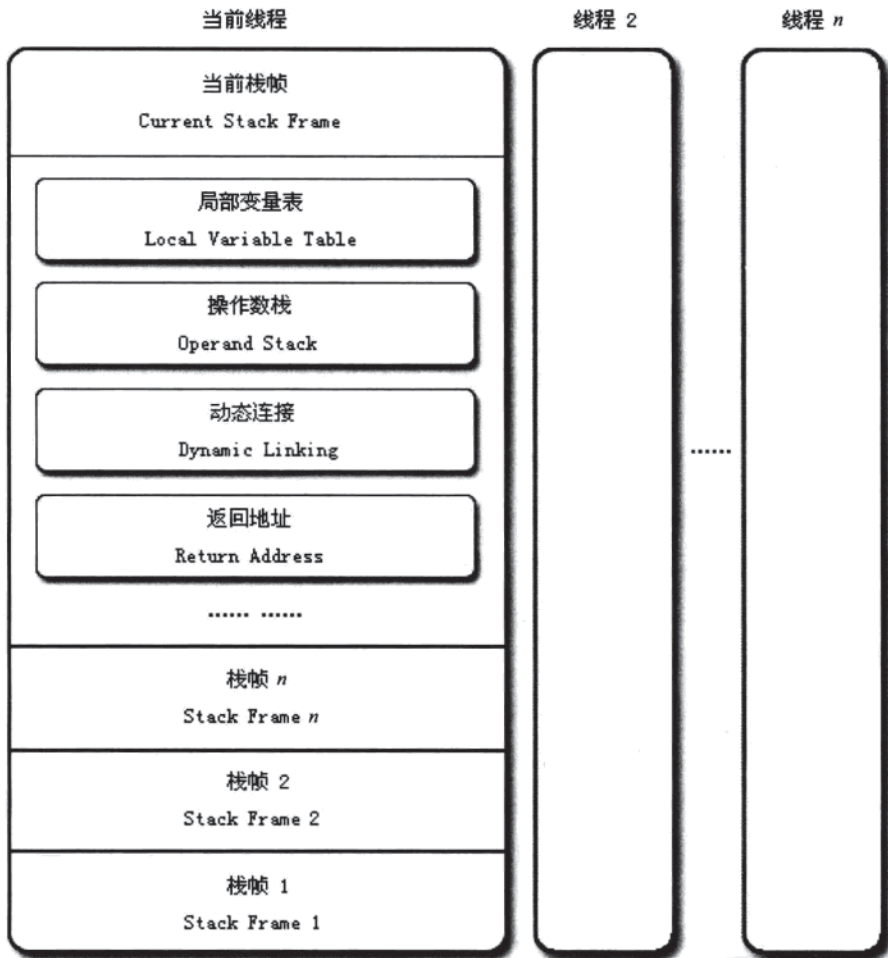 当前线程
线程 2
线程 n
当前栈帧
Current Stack Frame
局部变量表
Local Variable Table
操作数栈
Operand Stack
动态连接
Dynamic Linking
......
返回地址
Return Address
...... ......
栈帧 n
Stack Frame n
栈帧 2
Stack Frame 2
栈帧 1
Stack Frame 1